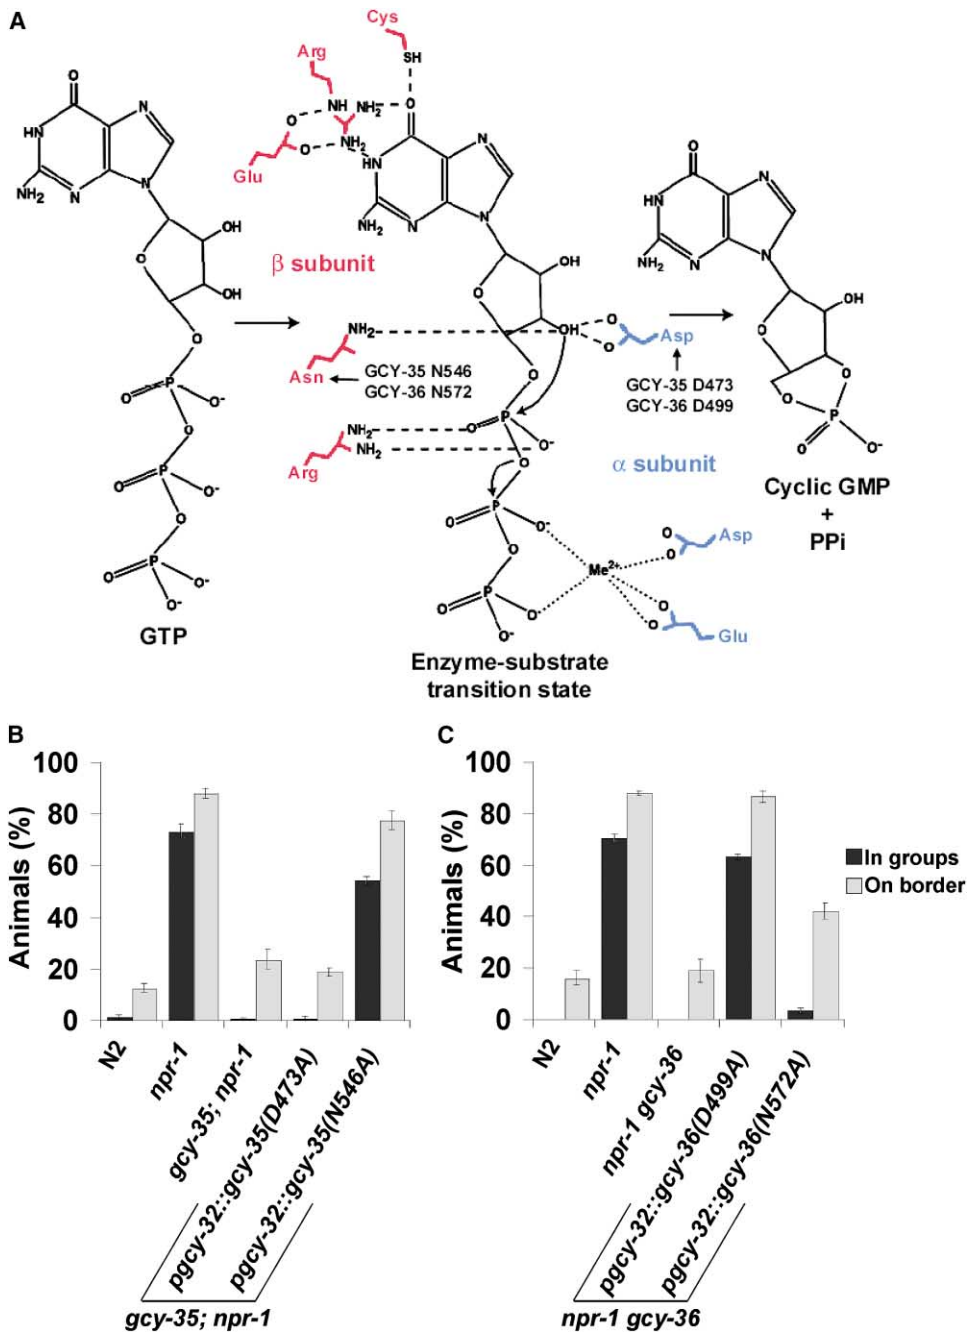 A
O
N
HN
NH₂
N
N
O
OH
OH
O
O
P
O⁻
O
O
P
O⁻
O
O
P
O⁻
O⁻
GTP
Cys
SH
Arg
NH
NH₂
O
O
NH₂
O
Glu
HN
N
NH₂
N
N
β subunit
O
OH
NH₂
OH
O
O
Asp
Asn
GCY-35 N546
GCY-36 N572
GCY-35 D473
GCY-36 D499
O
NH₂
NH₂
O
P
O⁻
Arg
O
α subunit
O
P
O⁻
O
O
Asp
O
Me²⁺
O
P
O⁻
O⁻
O
O
Glu
Enzyme-substrate
transition state
O
HN
N
NH₂
N
N
O
OH
O
O
P
O
O⁻
Cyclic GMP
+
PPi
B
Animals (%)
100
80
60
40
20
0
N2
npr-1
gcy-35; npr-1
pgcy-32::gcy-35(D473A)
pgcy-32::gcy-35(N546A)
gcy-35; npr-1
C
Animals (%)
100
80
60
40
20
0
N2
npr-1
npr-1 gcy-36
pgcy-32::gcy-36(D499A)
pgcy-32::gcy-36(N572A)
npr-1 gcy-36
In groups
On border